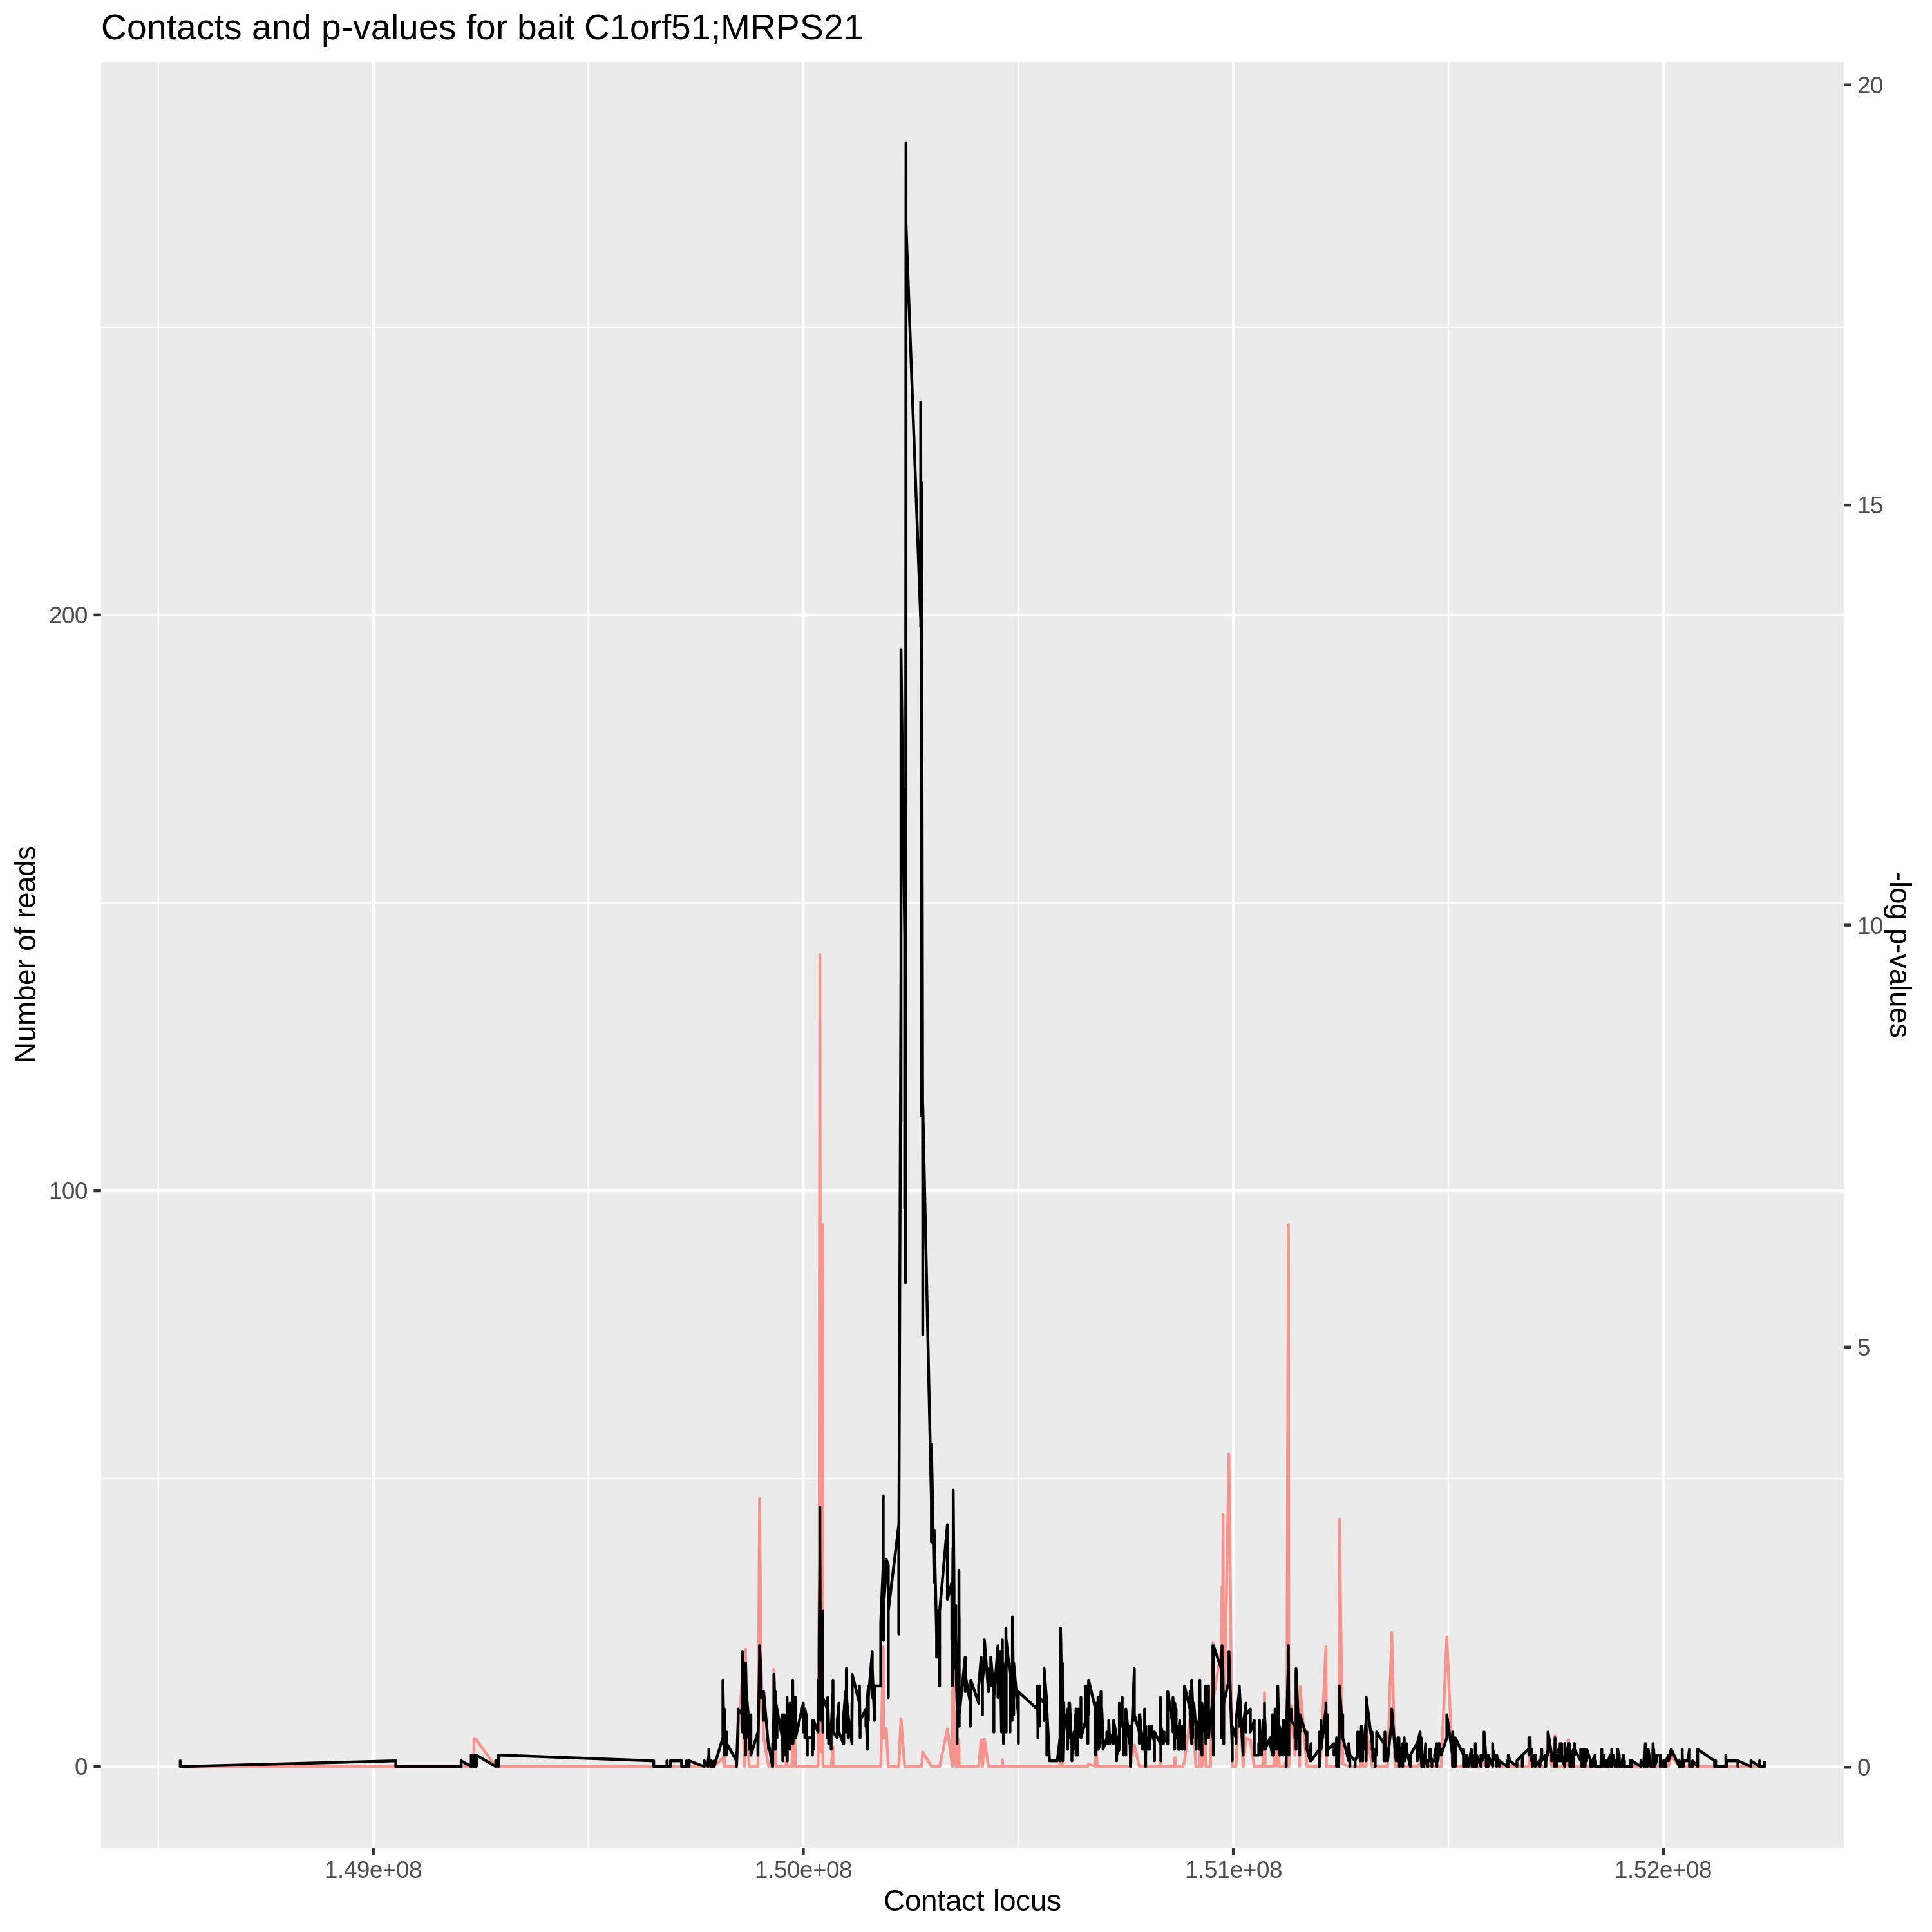 Contacts and p-values for bait C1orf51;MRPS21
20
15
200
Number of reads
-log p-values
10
100
5
0
0
1.49e+08
1.50e+08
1.51e+08
1.52e+08
Contact locus